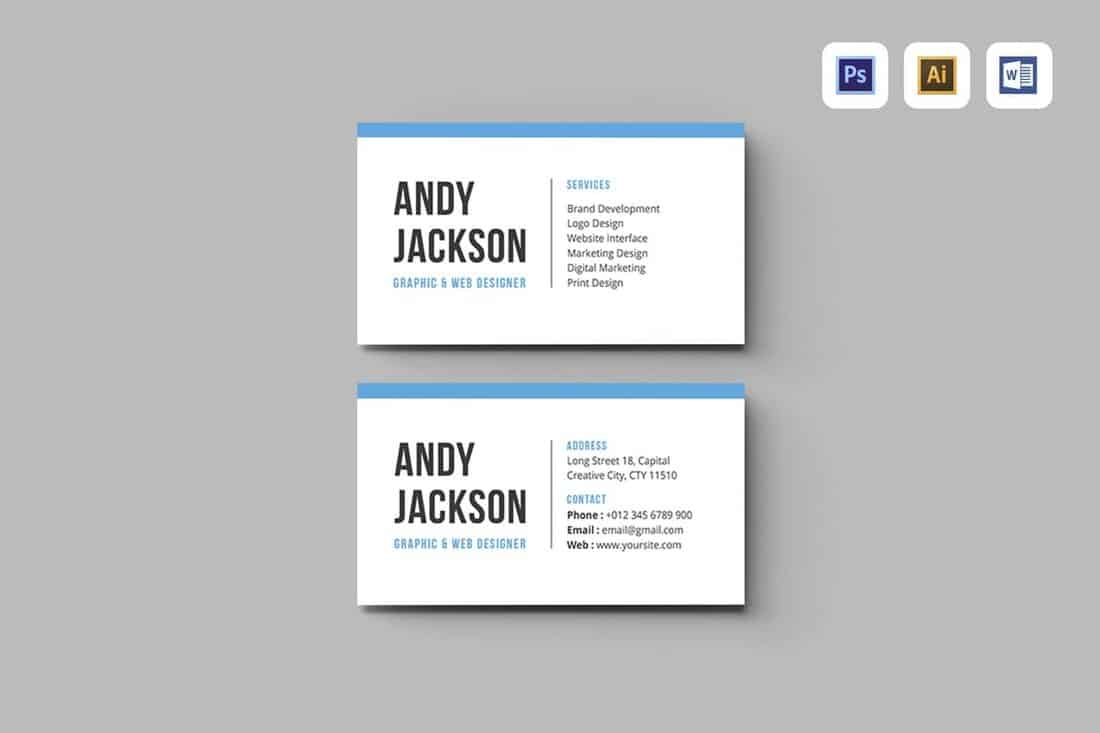 Ps Ai W
ANDY
JACKSON
GRAPHIC & WEB DESIGNER
SERVICES
Brand Development
Logo Design
Website Interface
Marketing Design
Digital Marketing
Print Design
ANDY
JACKSON
GRAPHIC & WEB DESIGNER
ADDRESS
Long Street 18, Capital
Creative City, CTY 11510
CONTACT
Phone : +012 345 6789 900
Email : email@gmail.com
Web : www.yoursite.com